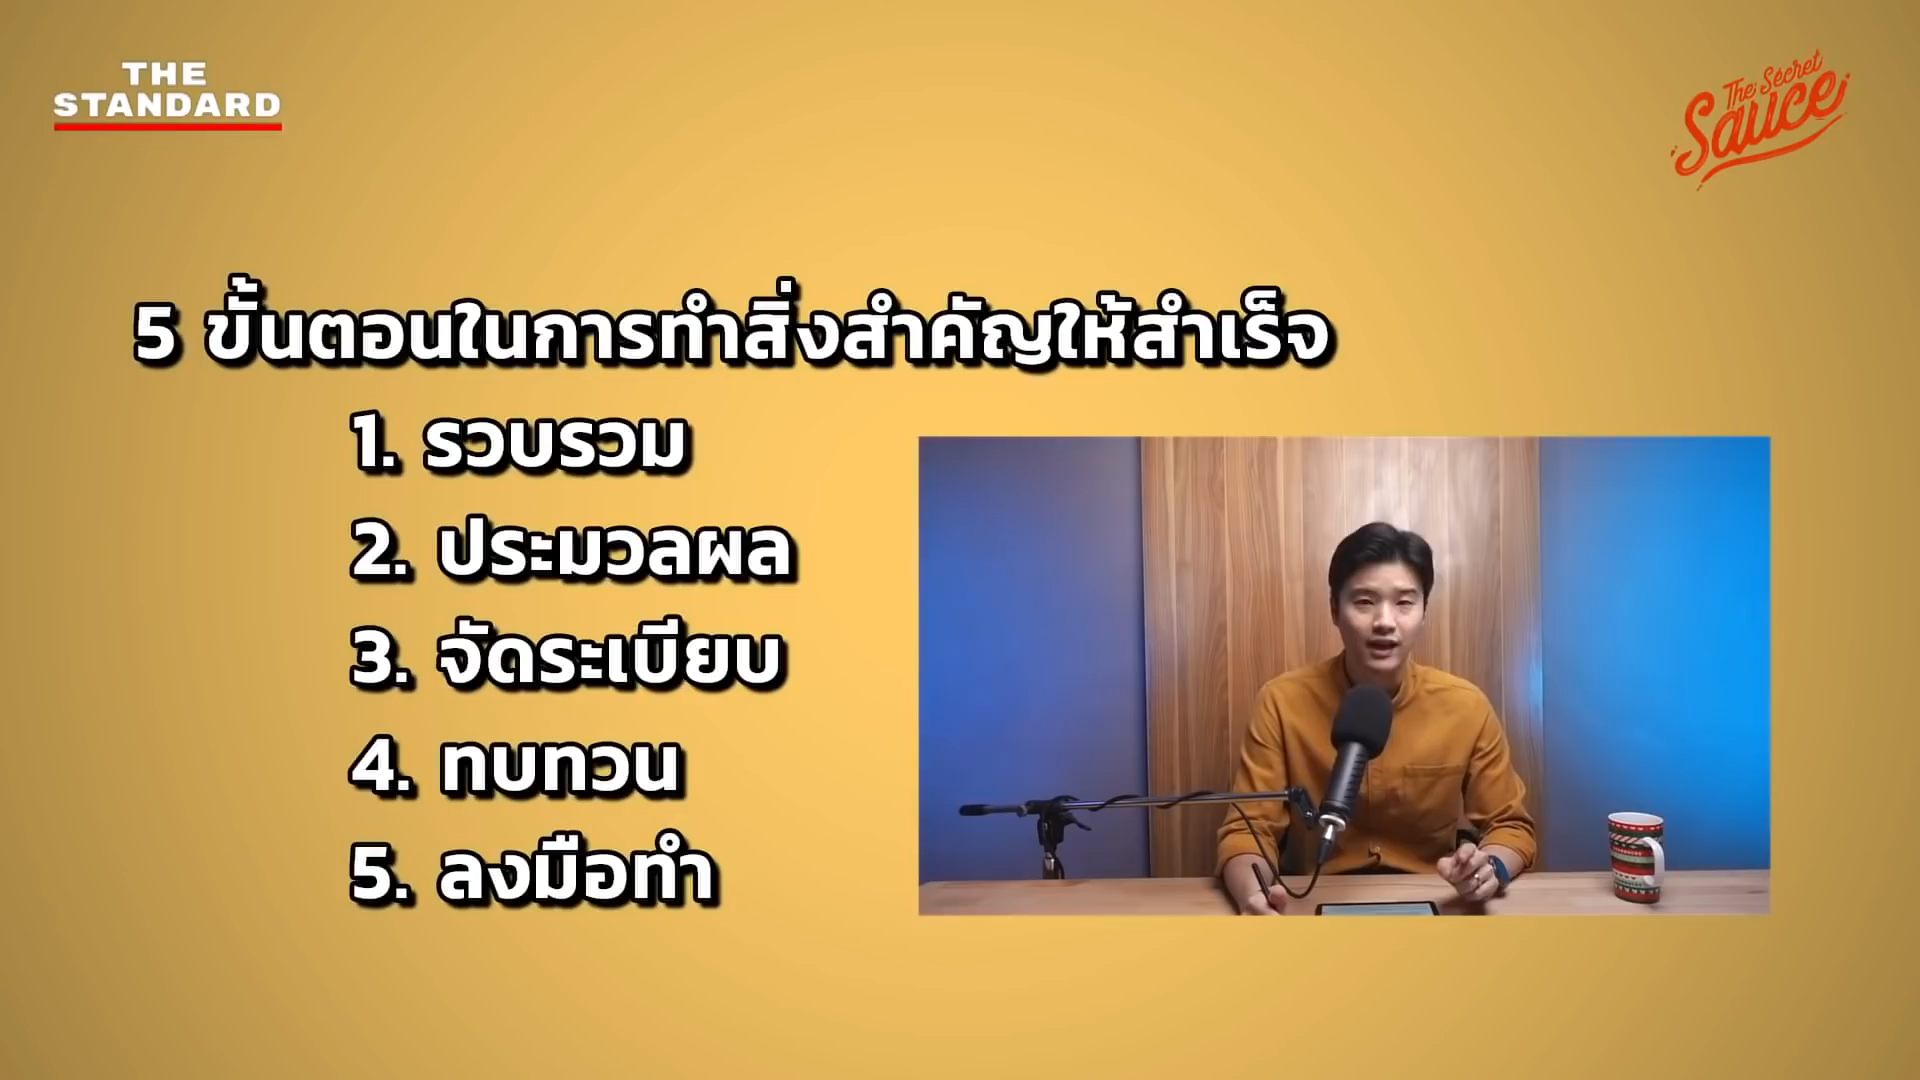 THE
STANDARD
The Secret
Sauce
5 ขั้นตอนในการทำสิ่งสำคัญให้สำเร็จ
1. รวบรวม
2. ประมวลผล
3. จัดระเบียบ
4. ทบทวน
5. ลงมือทำ